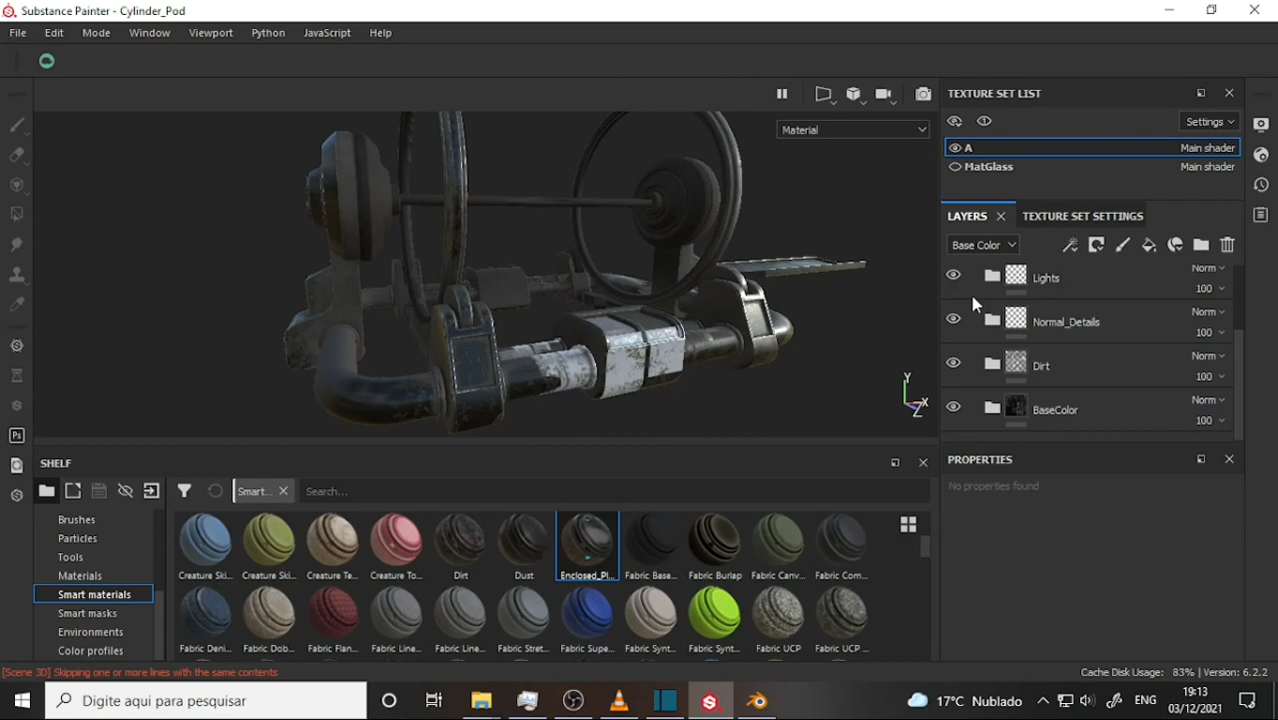 Substance Painter - Cylinder_Pod
File Edit Mode Window Viewport Python JavaScript Help
Material
TEXTURE SET LIST
Settings
A Main shader
MatGlass Main shader
LAYERS TEXTURE SET SETTINGS
Base Color
Lights Norm 100
Normal_Details Norm 100
Dirt Norm 100
BaseColor Norm 100
Y
X
Z
PROPERTIES
No properties found
SHELF
Smart... Search...
Brushes
Particles
Tools
Materials
Smart materials
Smart masks
Environments
Color profiles
Creature Ski... Creature Ski... Creature Te... Creature To... Dirt Dust Enclosed_Pl... Fabric Base... Fabric Burlap Fabric Canv... Fabric Com...
Fabric Deni... Fabric Dob... Fabric Flan... Fabric Line... Fabric Line... Fabric Stret... Fabric Supe... Fabric Synt... Fabric Synt... Fabric UCP Fabric UCP ...
[Scene 3D] Skipping one or more lines with the same contents
Cache Disk Usage: 83% | Version: 6.2.2
Ps
Digite aqui para pesquisar
17°C Nublado
ENG
19:13
03/12/2021